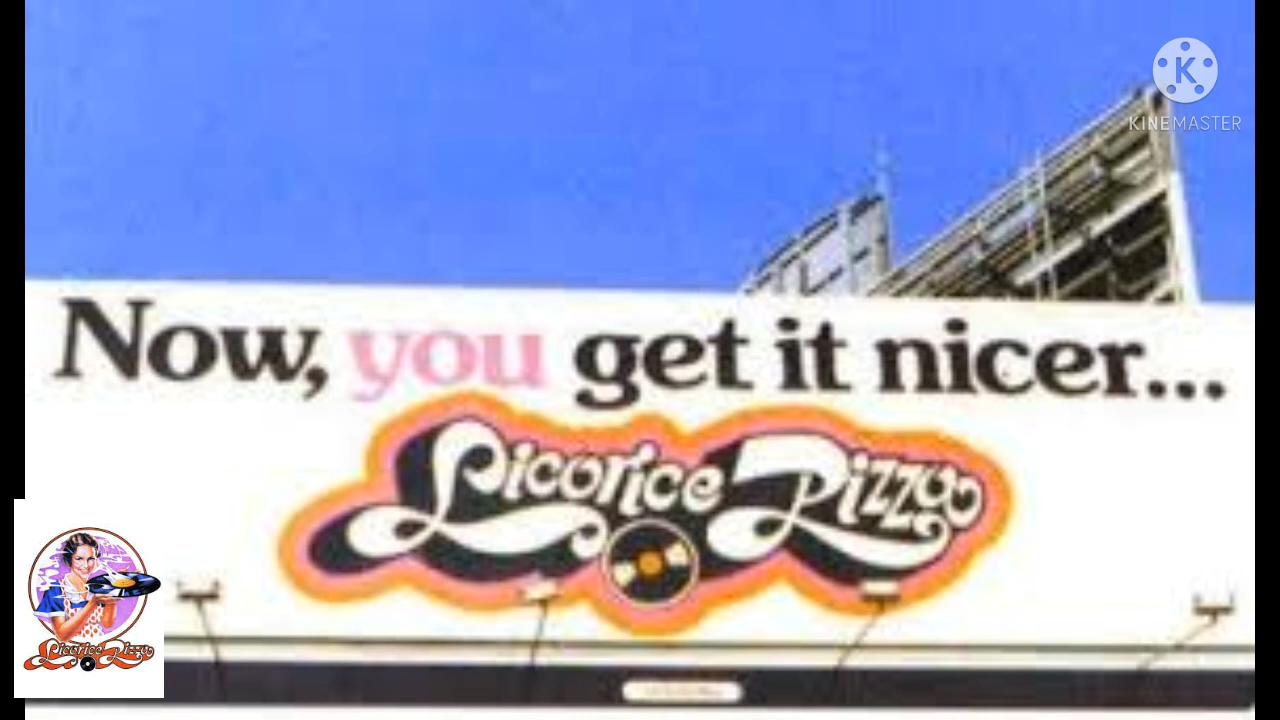 K
KINEMASTER
Now, you get it nicer...
Licorice Pizza
Licorice Pizza